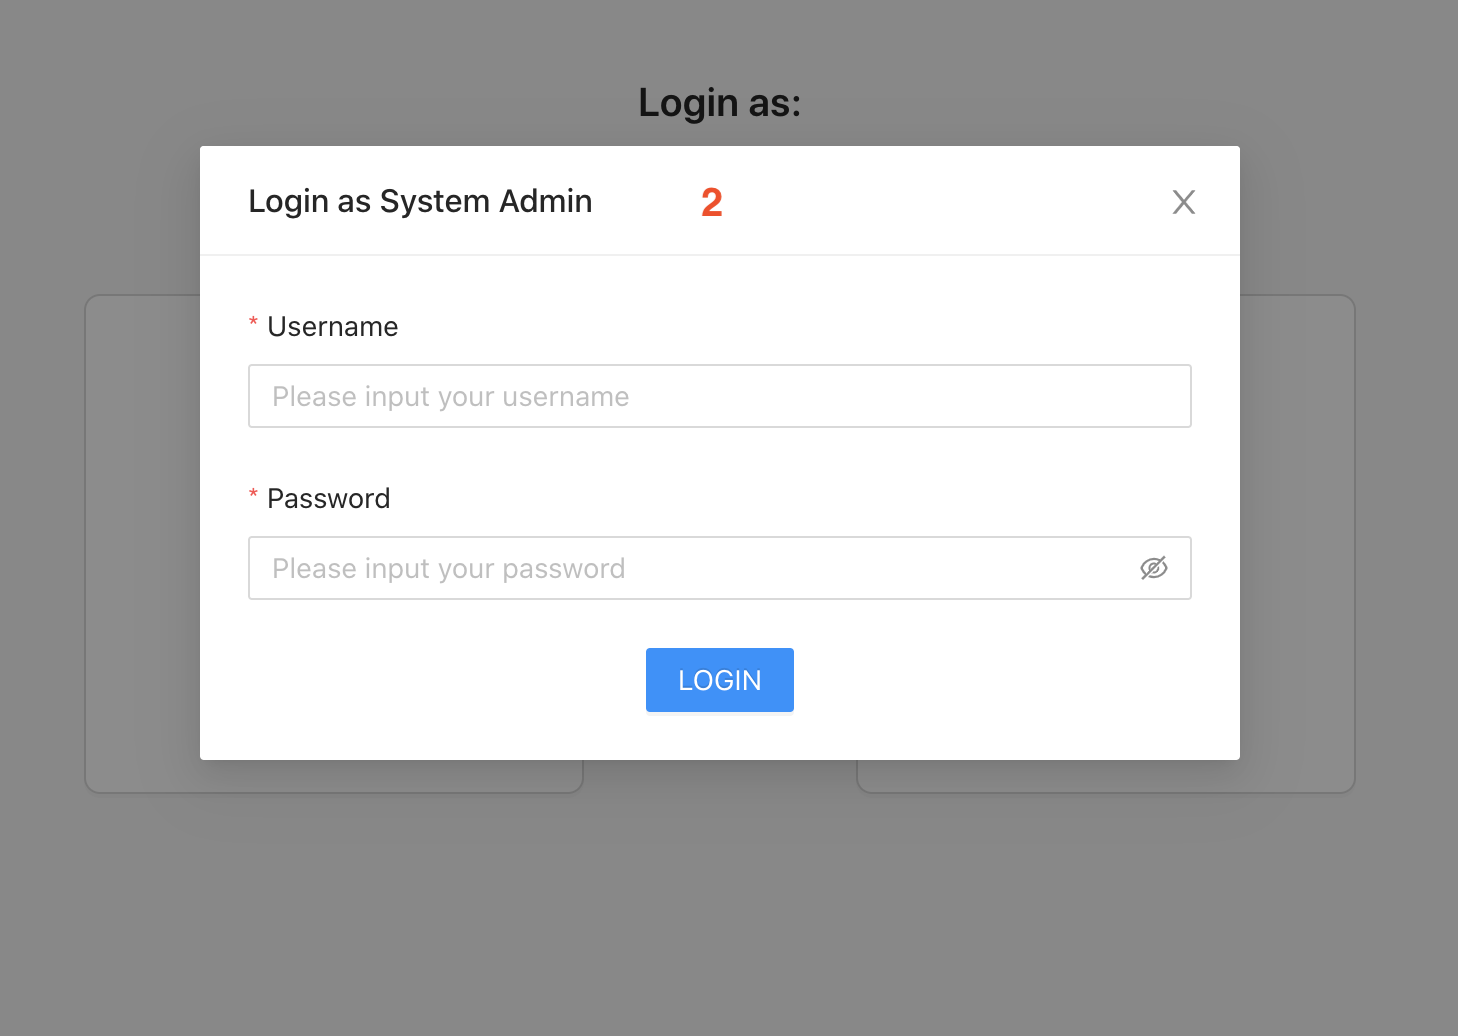 Login as:
Login as System Admin 2
* Username
Please input your username
* Password
Please input your password
LOGIN